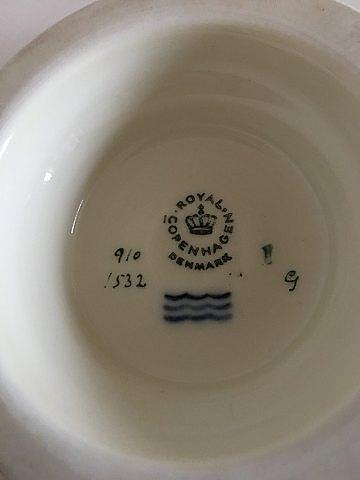 ROYAL
COPENHAGEN
DENMARK
910
1532
G